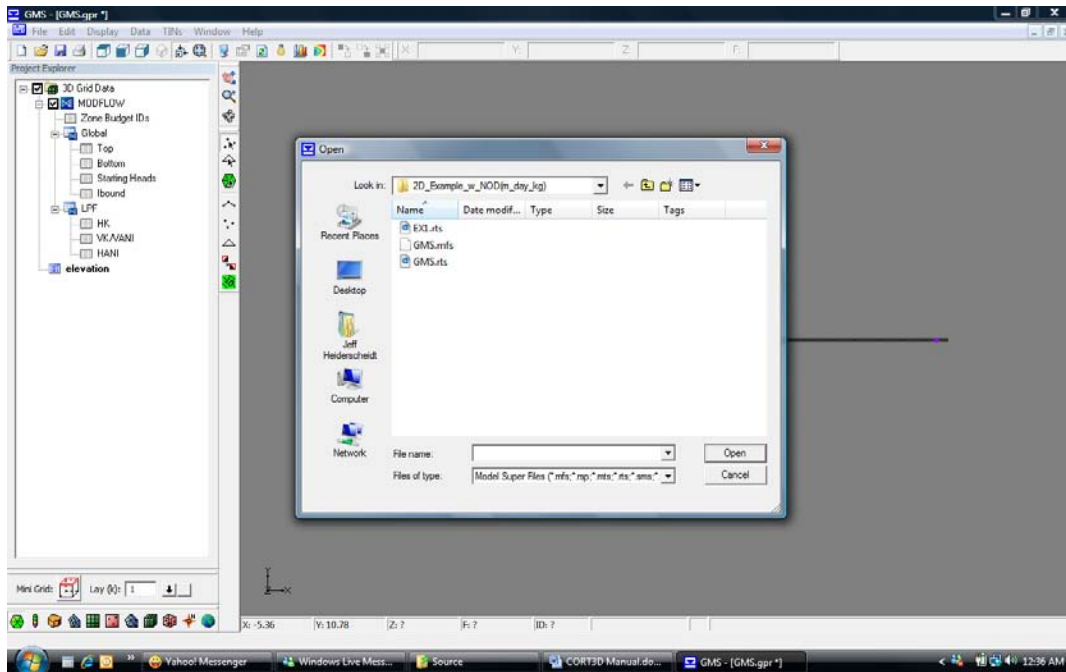 GMS - [GMS.gpr *]
File Edit Display Data TINs Window Help
X: Y: Z: F:
Project Explorer
3D Grid Data
MODFLOW
Zone Budget IDs
Global
Top
Bottom
Starting Heads
Ibound
LPF
HK
VK/VANI
HANI
elevation
Open
Look in: 2D_Example_w_NOD(m_day_kg)
Name Date modif... Type Size Tags
EX1.rts
GMS.mfs
GMS.rts
Recent Places
Desktop
Jeff
Heiderscheidt
Computer
Network
File name: Open
Files of type: Model Super Files (*.mfs;*.mp;*.mts;*.rts;*.sms;* Cancel
Y
Z X
Mini Grid: Lay (k): 1
X: -5.36 Y: 10.78 Z: ? F: ? ID: ?
Yahoo! Messenger Windows Live Mess... Source CORT3D Manual.do... GMS - [GMS.gpr *] 12:36 AM